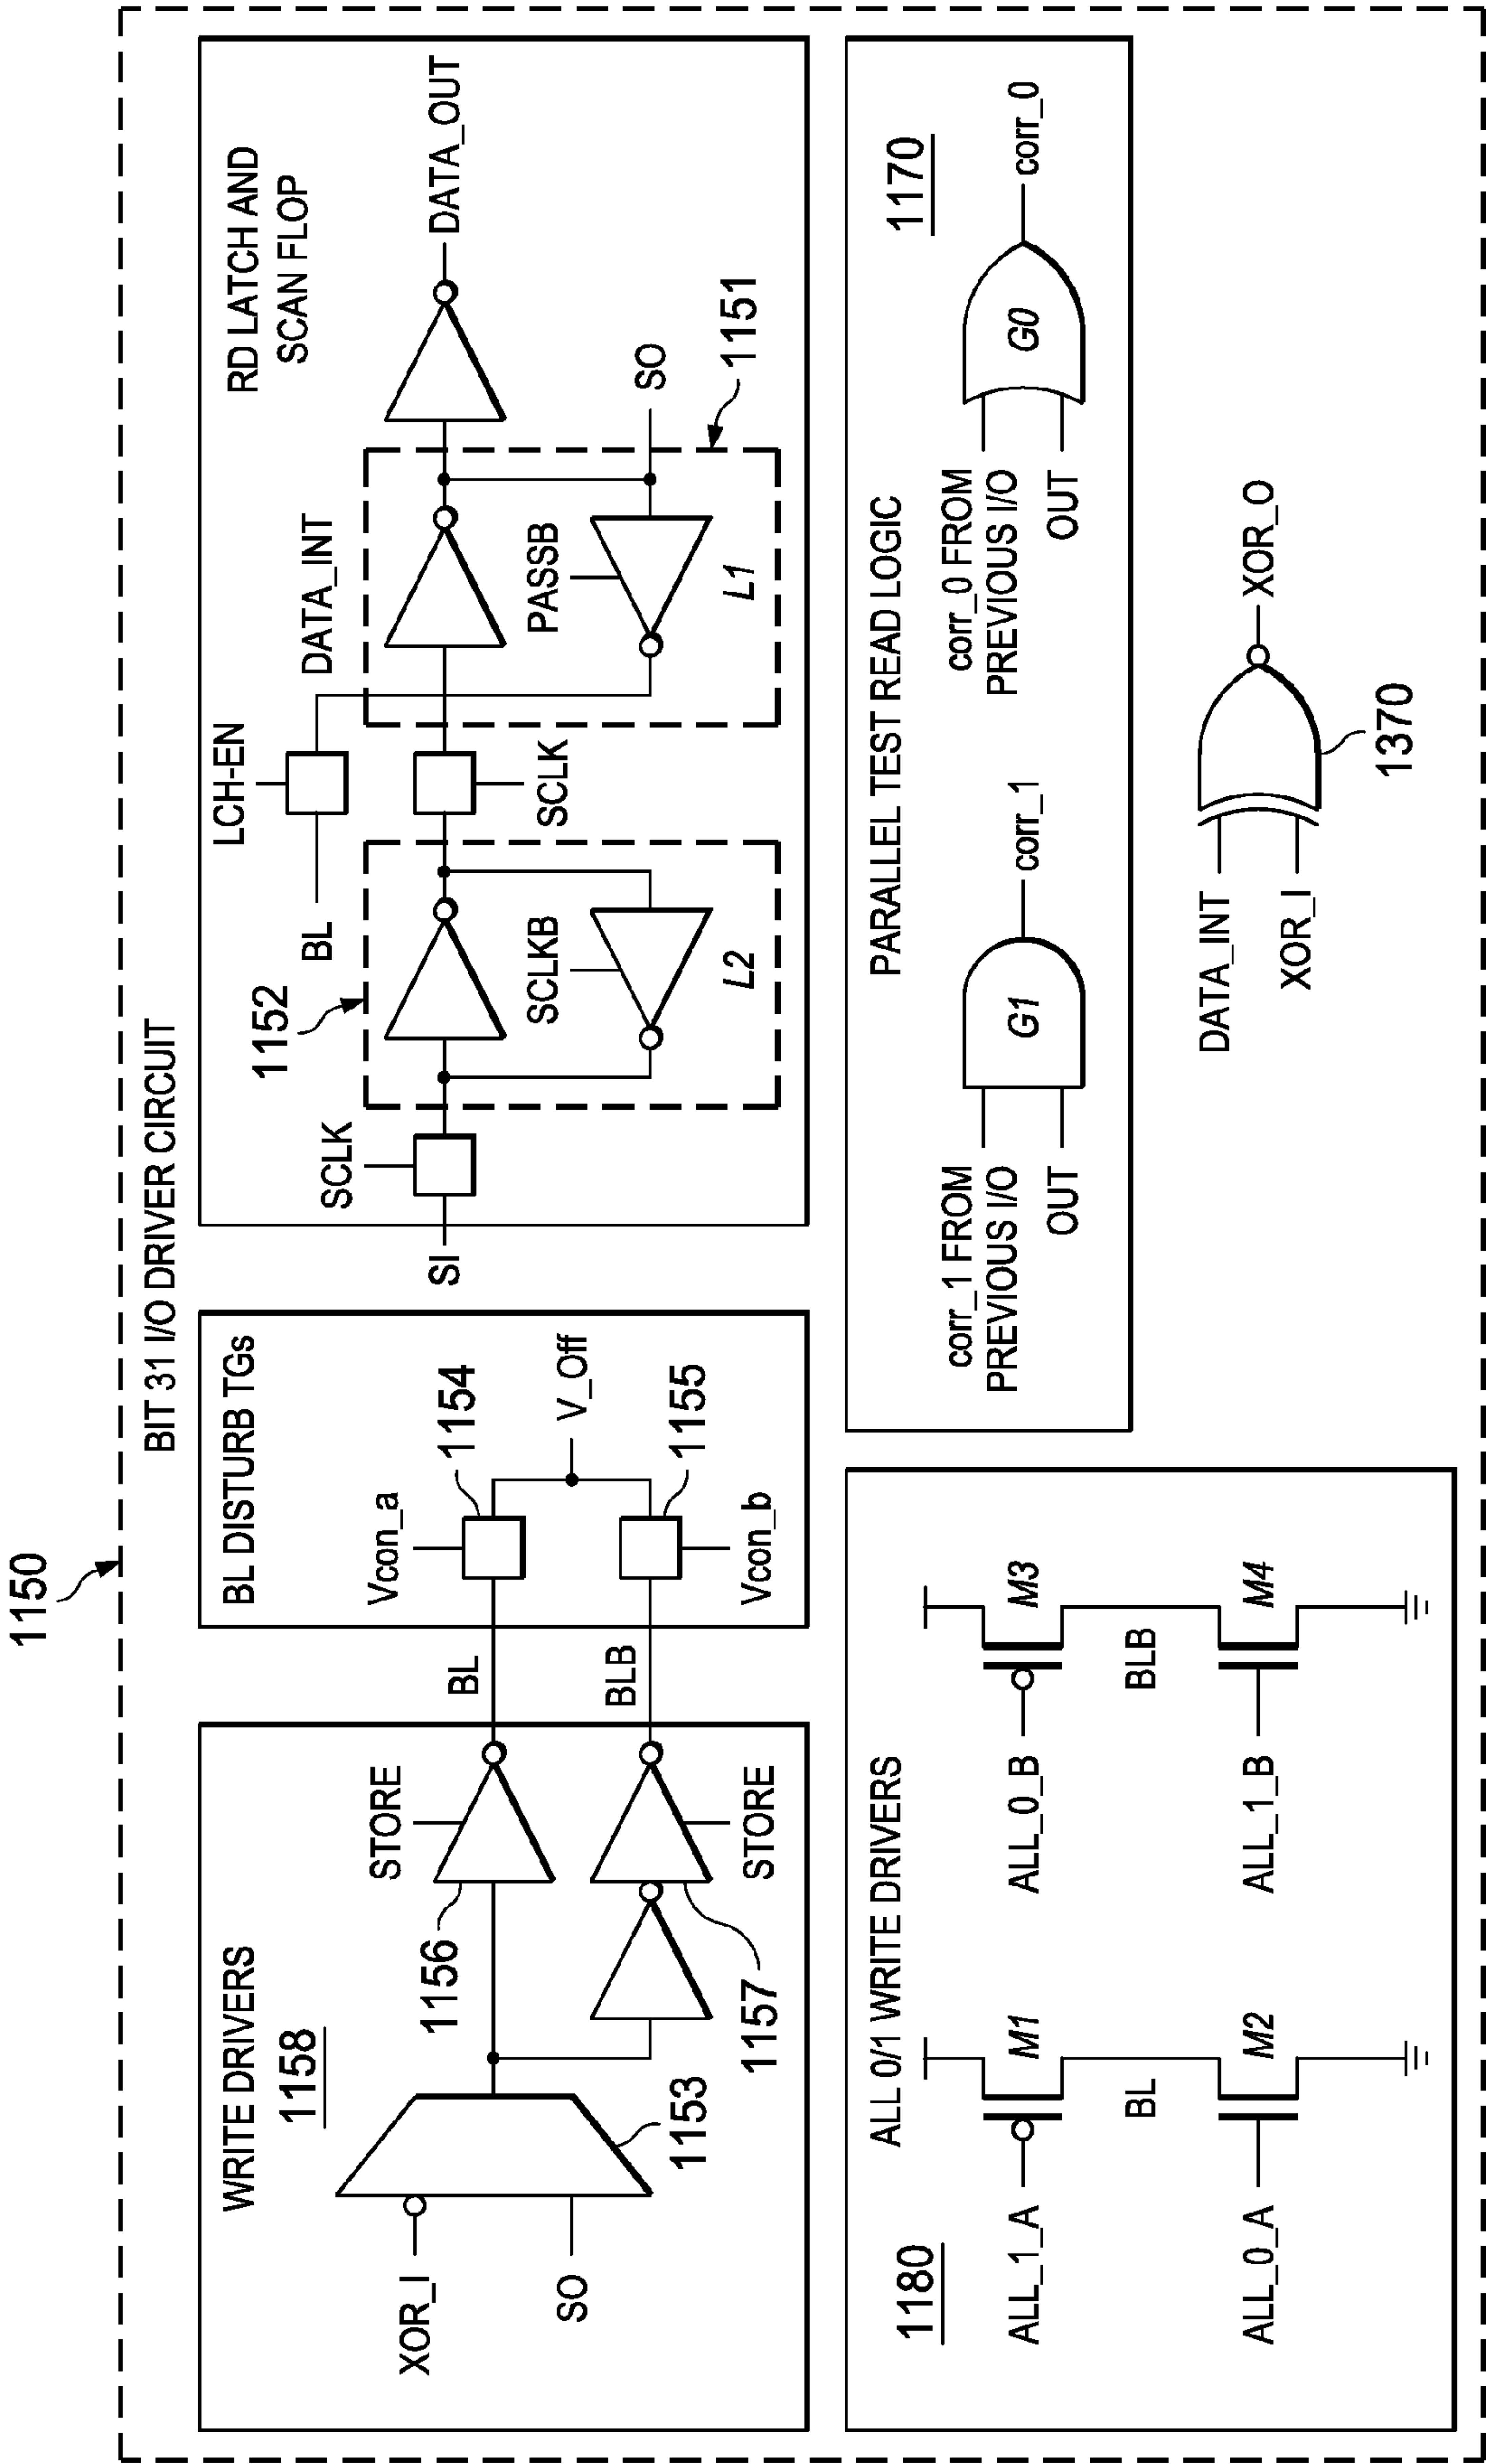 1150
BIT 31 I/O DRIVER CIRCUIT
WRITE DRIVERS
1158
XOR_I
SO
1153
1156
STORE
1157
STORE
BL
BLB
BL DISTURB TGs
Vcon_a
1154
V_Off
1155
Vcon_b
RD LATCH AND
SCAN FLOP
SI
SCLK
1152
SCLKB
L2
BL
LCH-EN
SCLK
DATA_INT
PASSB
L1
SO
1151
DATA_OUT
ALL 0/1 WRITE DRIVERS
1180
ALL_1_A
M1
BL
ALL_0_A
M2
ALL_0_B
M3
BLB
ALL_1_B
M4
PARALLEL TEST READ LOGIC
1170
corr_1 FROM
PREVIOUS I/O
OUT
G1
corr_1
corr_0 FROM
PREVIOUS I/O
OUT
G0
corr_0
DATA_INT
XOR_I
XOR_O
1370